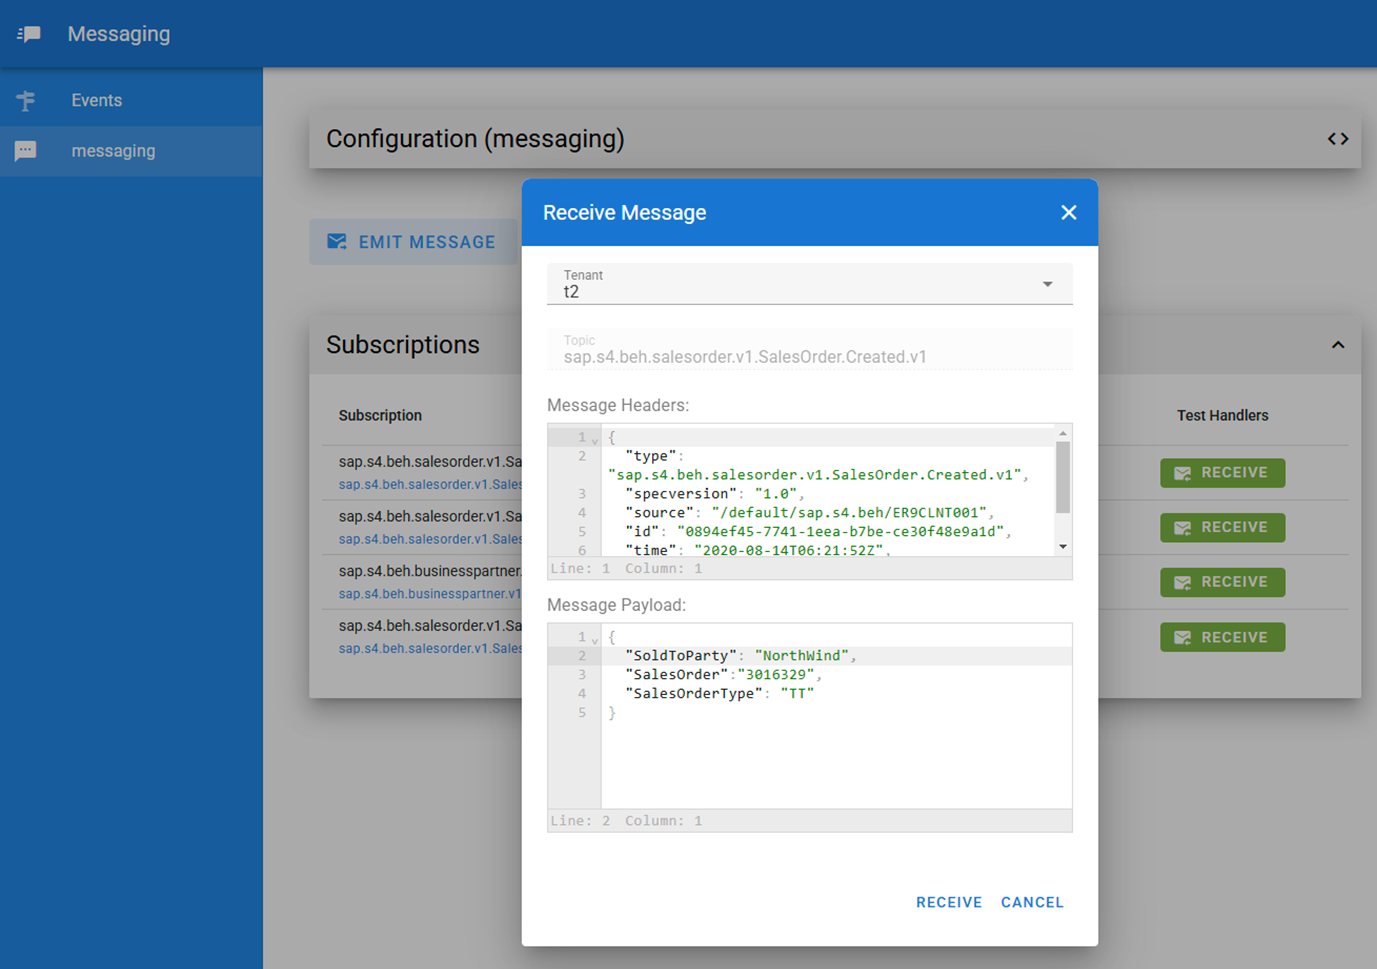 Messaging
Events
messaging
Configuration (messaging)
EMIT MESSAGE
Subscriptions
Subscription
Test Handlers
sap.s4.beh.salesorder.v1.Sa
sap.s4.beh.salesorder.v1.Sales
RECEIVE
sap.s4.beh.salesorder.v1.Sa
sap.s4.beh.salesorder.v1.Sales
RECEIVE
sap.s4.beh.businesspartner.
sap.s4.beh.businesspartner.v1
RECEIVE
sap.s4.beh.salesorder.v1.Sa
sap.s4.beh.salesorder.v1.Sales
RECEIVE
Receive Message
Tenant
t2
Topic
sap.s4.beh.salesorder.v1.SalesOrder.Created.v1
Message Headers:
1 {
2 "type":
"sap.s4.beh.salesorder.v1.SalesOrder.Created.v1",
3 "specversion": "1.0",
4 "source": "/default/sap.s4.beh/ER9CLNT001",
5 "id": "0894ef45-7741-1eea-b7be-ce30f48e9a1d",
6 "time": "2020-08-14T06:21:52Z",
Line: 1 Column: 1
Message Payload:
1 {
2 "SoldToParty": "NorthWind",
3 "SalesOrder":"3016329",
4 "SalesOrderType": "TT"
5 }
Line: 2 Column: 1
RECEIVE CANCEL